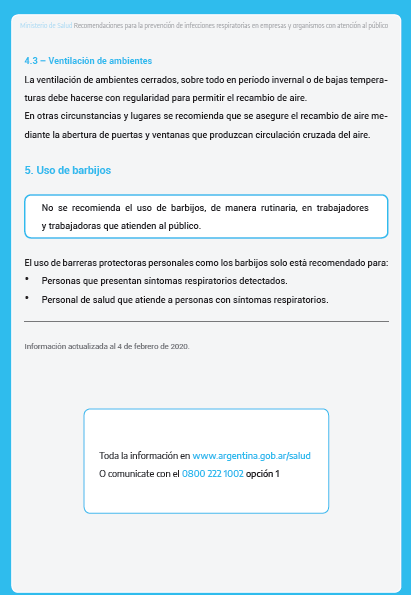 Ministerio de Salud Recomendaciones para la prevención de infecciones respiratorias en empresas y organismos con atención al público
4.3 – Ventilación de ambientes
La ventilación de ambientes cerrados, sobre todo en período invernal o de bajas tempera-
turas debe hacerse con regularidad para permitir el recambio de aire.
En otras circunstancias y lugares se recomienda que se asegure el recambio de aire me-
diante la abertura de puertas y ventanas que produzcan circulación cruzada del aire.
5. Uso de barbijos
No se recomienda el uso de barbijos, de manera rutinaria, en trabajadores
y trabajadoras que atienden al público.
El uso de barreras protectoras personales como los barbijos solo está recomendado para:
• Personas que presentan síntomas respiratorios detectados.
• Personal de salud que atiende a personas con síntomas respiratorios.
Información actualizada al 4 de febrero de 2020.
Toda la información en www.argentina.gob.ar/salud
O comunicate con el 0800 222 1002 opción 1